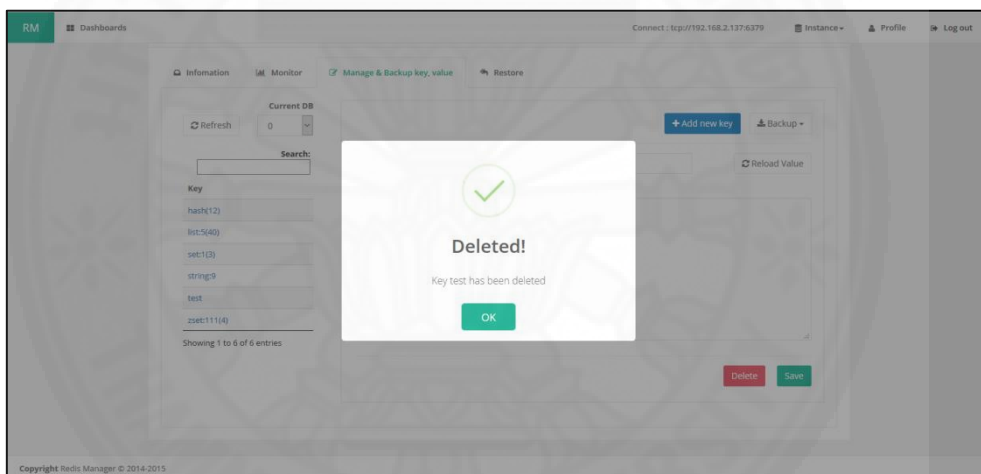 RM Dashboards Connect : tcp://192.168.2.137:6379 Instance Profile Log out
Infomation Monitor Manage & Backup key, value Restore
Current DB
Refresh 0
+ Add new key Backup
Search:
Reload Value
Key
hash(12)
list:5(40)
set:1(3)
string:9
test
zset:111(4)
Showing 1 to 6 of 6 entries
Deleted!
Key test has been deleted
OK
Delete Save
Copyright Redis Manager © 2014-2015